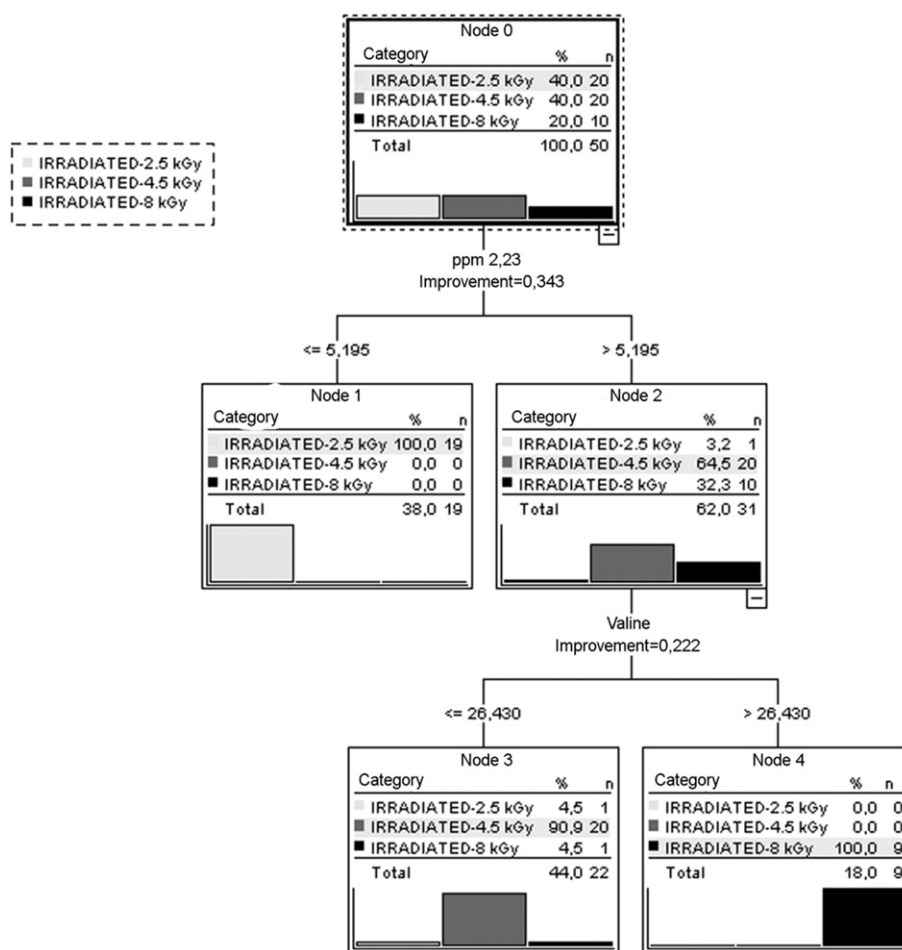 Node 0
Category % n
IRRADIATED-2.5 kGy 40,0 20
IRRADIATED-4.5 kGy 40,0 20
IRRADIATED-8 kGy 20,0 10
Total 100,0 50
IRRADIATED-2.5 kGy
IRRADIATED-4.5 kGy
IRRADIATED-8 kGy
ppm 2,23
Improvement=0,343
<= 5,195
> 5,195
Node 1
Category % n
IRRADIATED-2.5 kGy 100,0 19
IRRADIATED-4.5 kGy 0,0 0
IRRADIATED-8 kGy 0,0 0
Total 38,0 19
Node 2
Category % n
IRRADIATED-2.5 kGy 3,2 1
IRRADIATED-4.5 kGy 64,5 20
IRRADIATED-8 kGy 32,3 10
Total 62,0 31
Valine
Improvement=0,222
<= 26,430
> 26,430
Node 3
Category % n
IRRADIATED-2.5 kGy 4,5 1
IRRADIATED-4.5 kGy 90,9 20
IRRADIATED-8 kGy 4,5 1
Total 44,0 22
Node 4
Category % n
IRRADIATED-2.5 kGy 0,0 0
IRRADIATED-4.5 kGy 0,0 0
IRRADIATED-8 kGy 100,0 9
Total 18,0 9